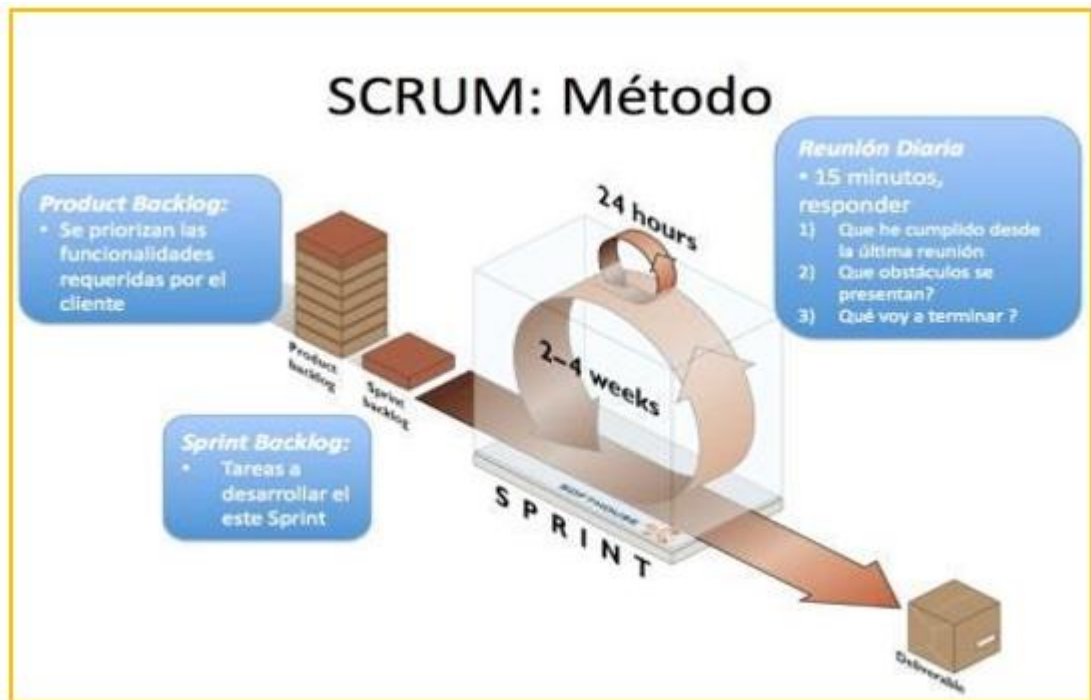 SCRUM: Método
Product Backlog:
• Se priorizan las
funcionalidades
requeridas por el
cliente
Reunión Diaria
• 15 minutos,
responder
1) Que he cumplido desde
la última reunión
2) Que obstáculos se
presentan?
3) Qué voy a terminar ?
24 hours
2–4 weeks
Product
backlog
Sprint
backlog
Sprint Backlog:
• Tareas a
desarrollar el
este Sprint
SOFTHOUSE
SPRINT
Deliverable